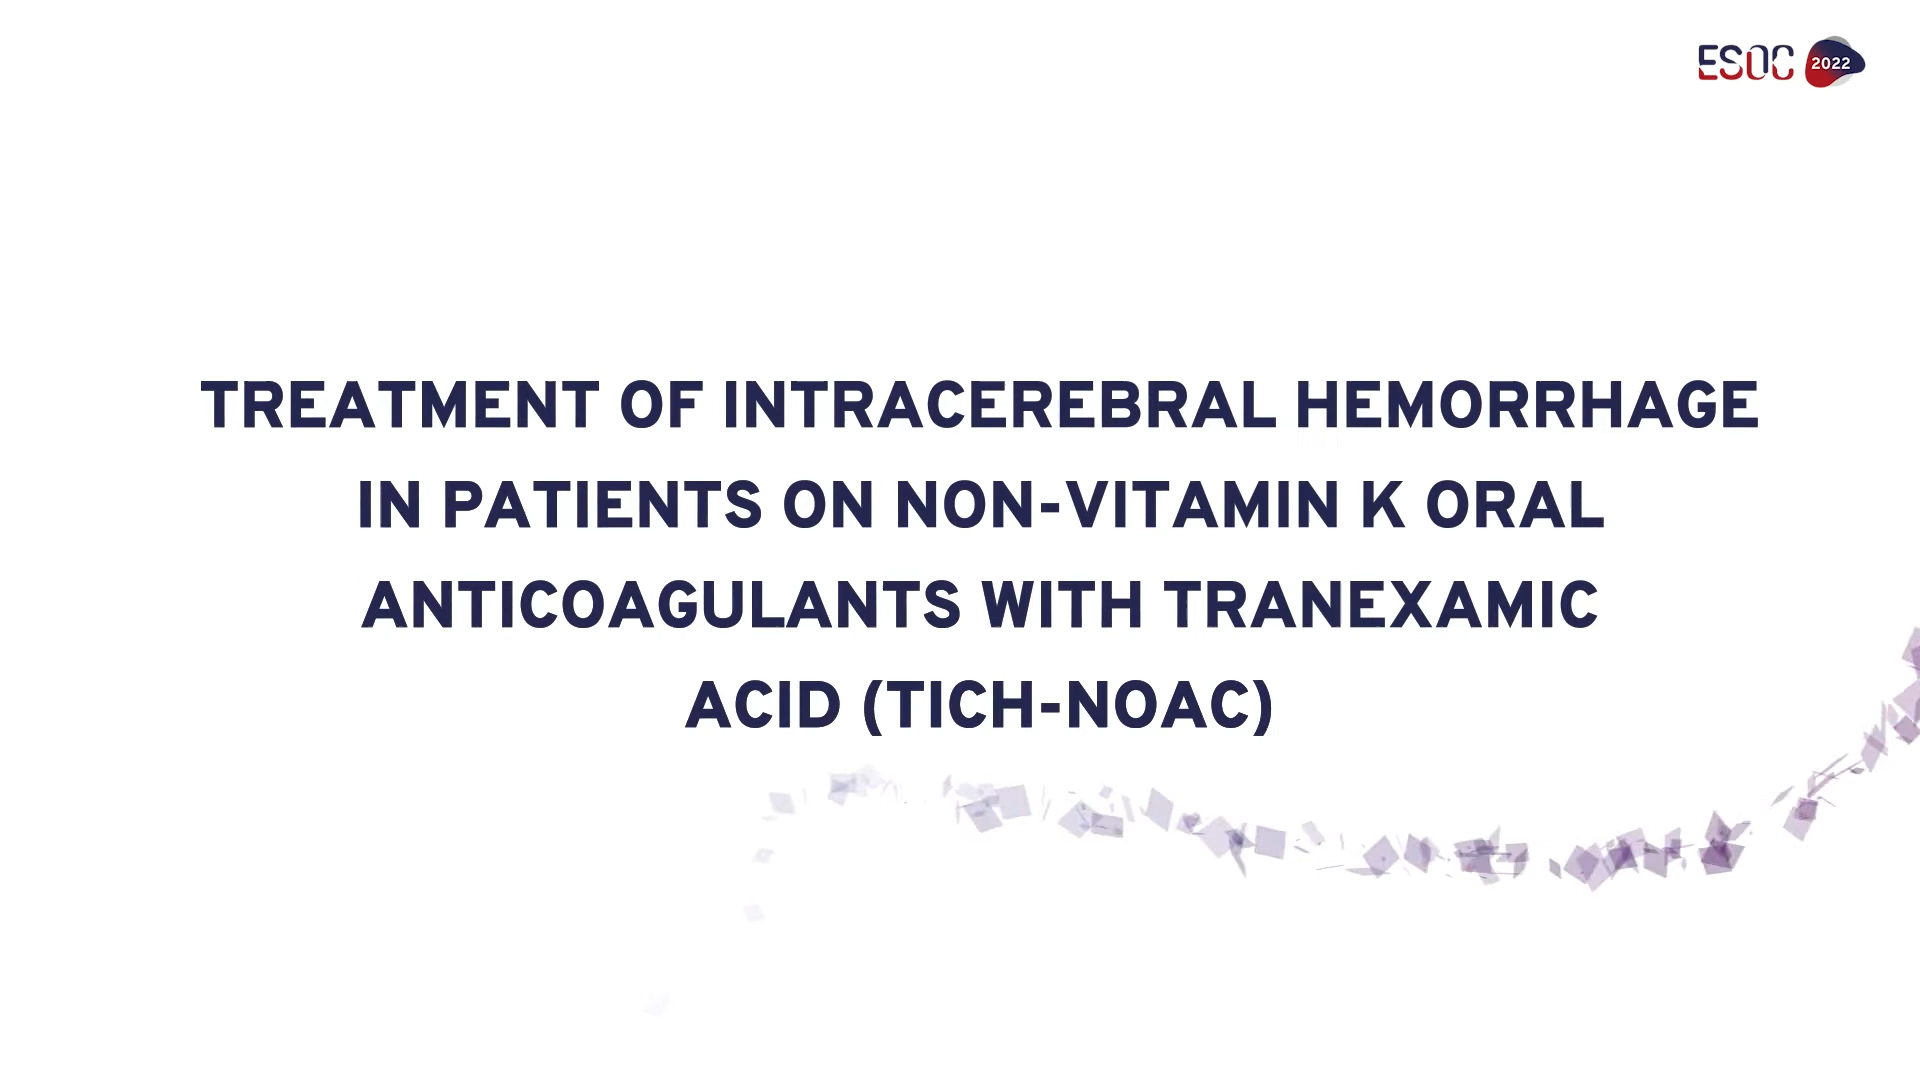 ESOC 2022
TREATMENT OF INTRACEREBRAL HEMORRHAGE
IN PATIENTS ON NON-VITAMIN K ORAL
ANTICOAGULANTS WITH TRANEXAMIC
ACID (TICH-NOAC)